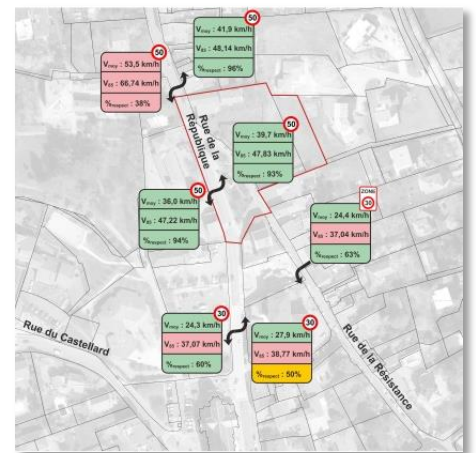 50
Vmoy : 41,9 km/h
V85 : 48,14 km/h
%respect : 96%
50
Vmoy : 53,5 km/h
V85 : 66,74 km/h
%respect : 38%
Rue de la
République
50
Vmoy : 39,7 km/h
V85 : 47,83 km/h
%respect : 93%
50
Vmoy : 36,0 km/h
V85 : 47,22 km/h
%respect : 94%
ZONE
30
Vmoy : 24,4 km/h
V85 : 37,04 km/h
%respect : 63%
Rue du Castellard
30
Vmoy : 24,3 km/h
V85 : 37,07 km/h
%respect : 60%
30
Vmoy : 27,9 km/h
V85 : 38,77 km/h
%respect : 50%
Rue de la Résistance